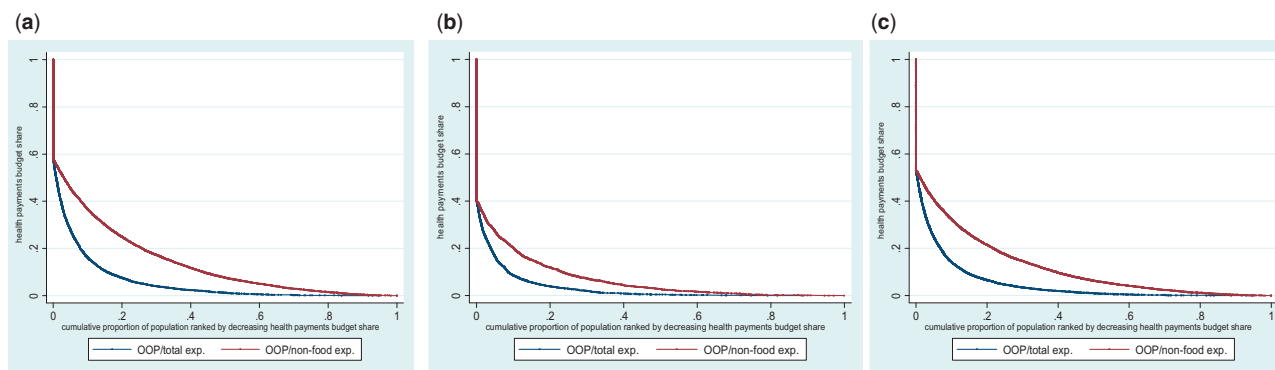 (a)
1
.8
.6
.4
.2
0
health payments budget share
0
.2
.4
.6
.8
1
cumulative proportion of population ranked by decreasing health payments budget share
OOP/total exp.
OOP/non-food exp.
(b)
1
.8
.6
.4
.2
0
health payments budget share
0
.2
.4
.6
.8
1
cumulative proportion of population ranked by decreasing health payments budget share
OOP/total exp.
OOP/non-food exp.
(c)
1
.8
.6
.4
.2
0
health payments budget share
0
.2
.4
.6
.8
1
cumulative proportion of population ranked by decreasing health payments budget share
OOP/total exp.
OOP/non-food exp.